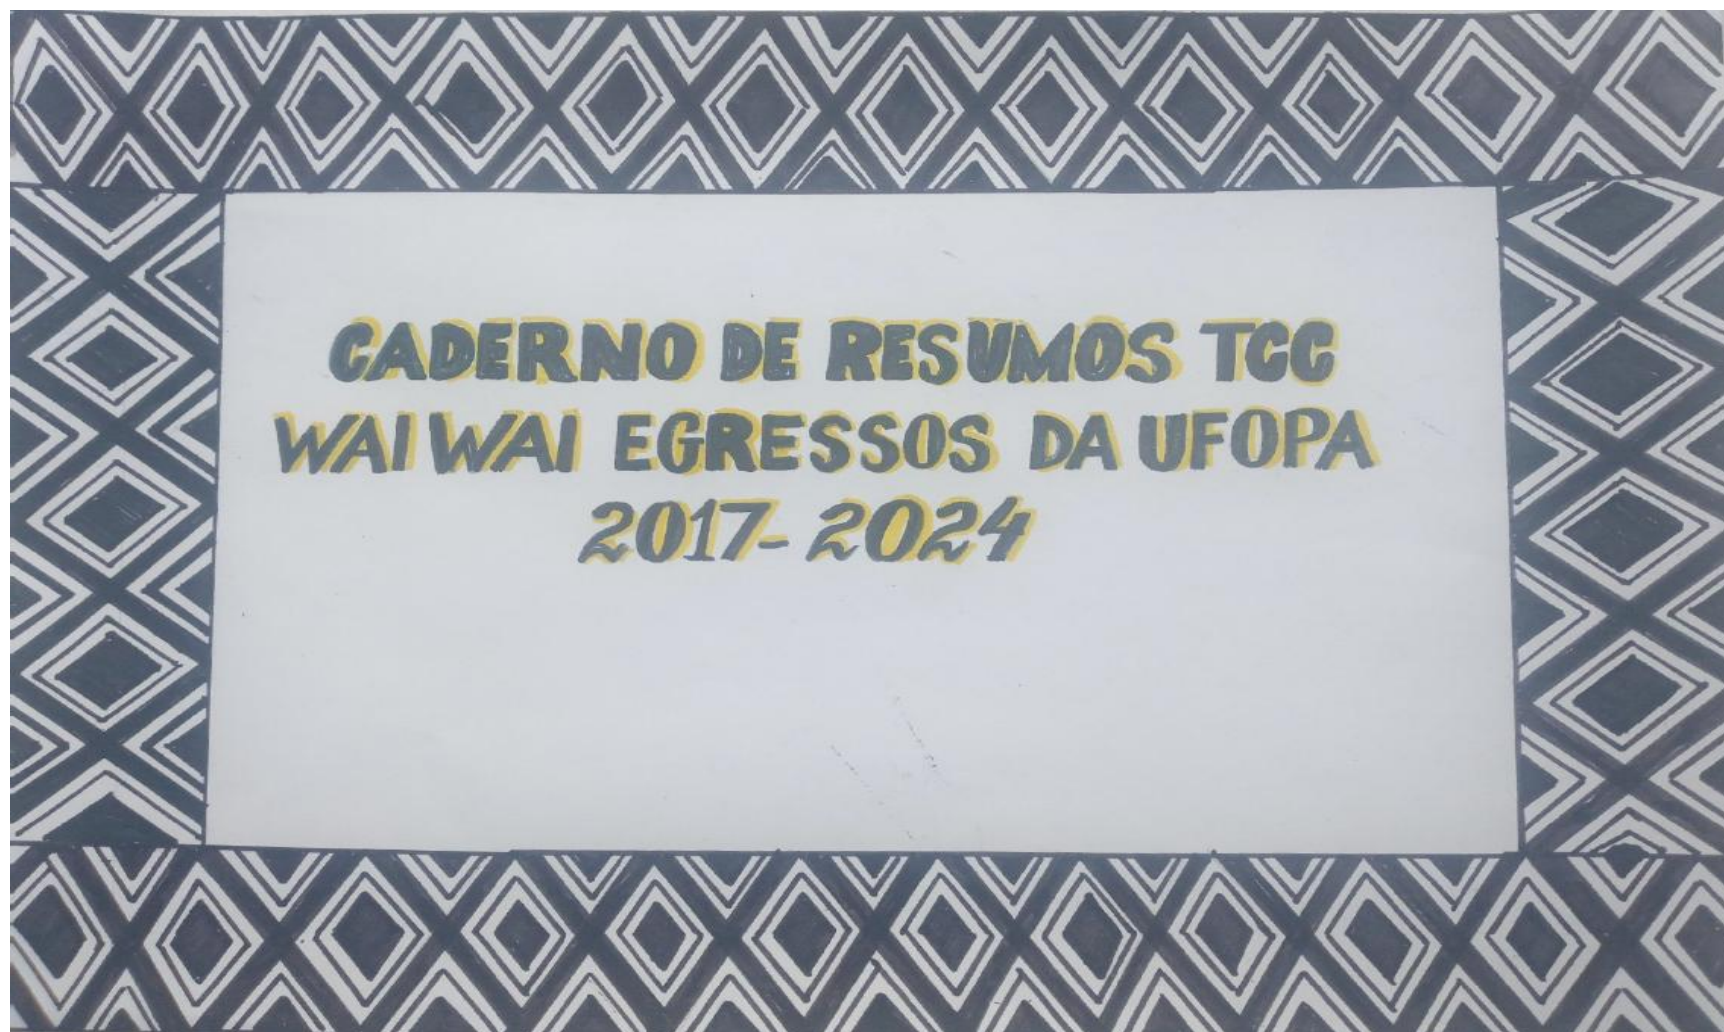 CADERNO DE RESUMOS TCC
WAI WAI EGRESSOS DA UFOPA
2017-2024